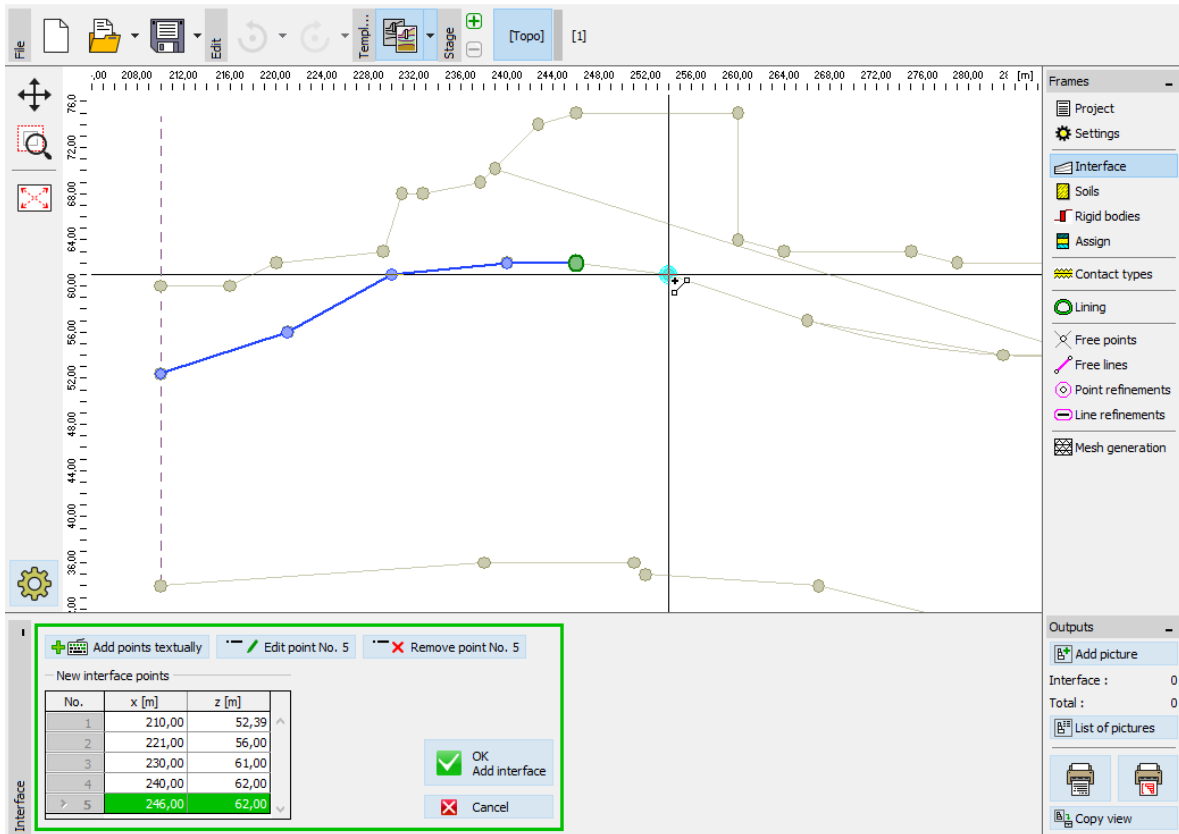 File
Edit
Templ...
Stage
[Topo]
[1]
,00 208,00 212,00 216,00 220,00 224,00 228,00 232,00 236,00 240,00 244,00 248,00 252,00 256,00 260,00 264,00 268,00 272,00 276,00 280,00 [m]
76,0
72,00
68,00
64,00
60,00
56,00
52,00
48,00
44,00
40,00
36,00
Frames
Project
Settings
Interface
Soils
Rigid bodies
Assign
Contact types
Lining
Free points
Free lines
Point refinements
Line refinements
Mesh generation
Interface
Add points textually
Edit point No. 5
Remove point No. 5
New interface points
No. x [m] z [m]
1 210,00 52,39
2 221,00 56,00
3 230,00 61,00
4 240,00 62,00
5 246,00 62,00
OK
Add interface
Cancel
Outputs
Add picture
Interface : 0
Total : 0
List of pictures
Copy view